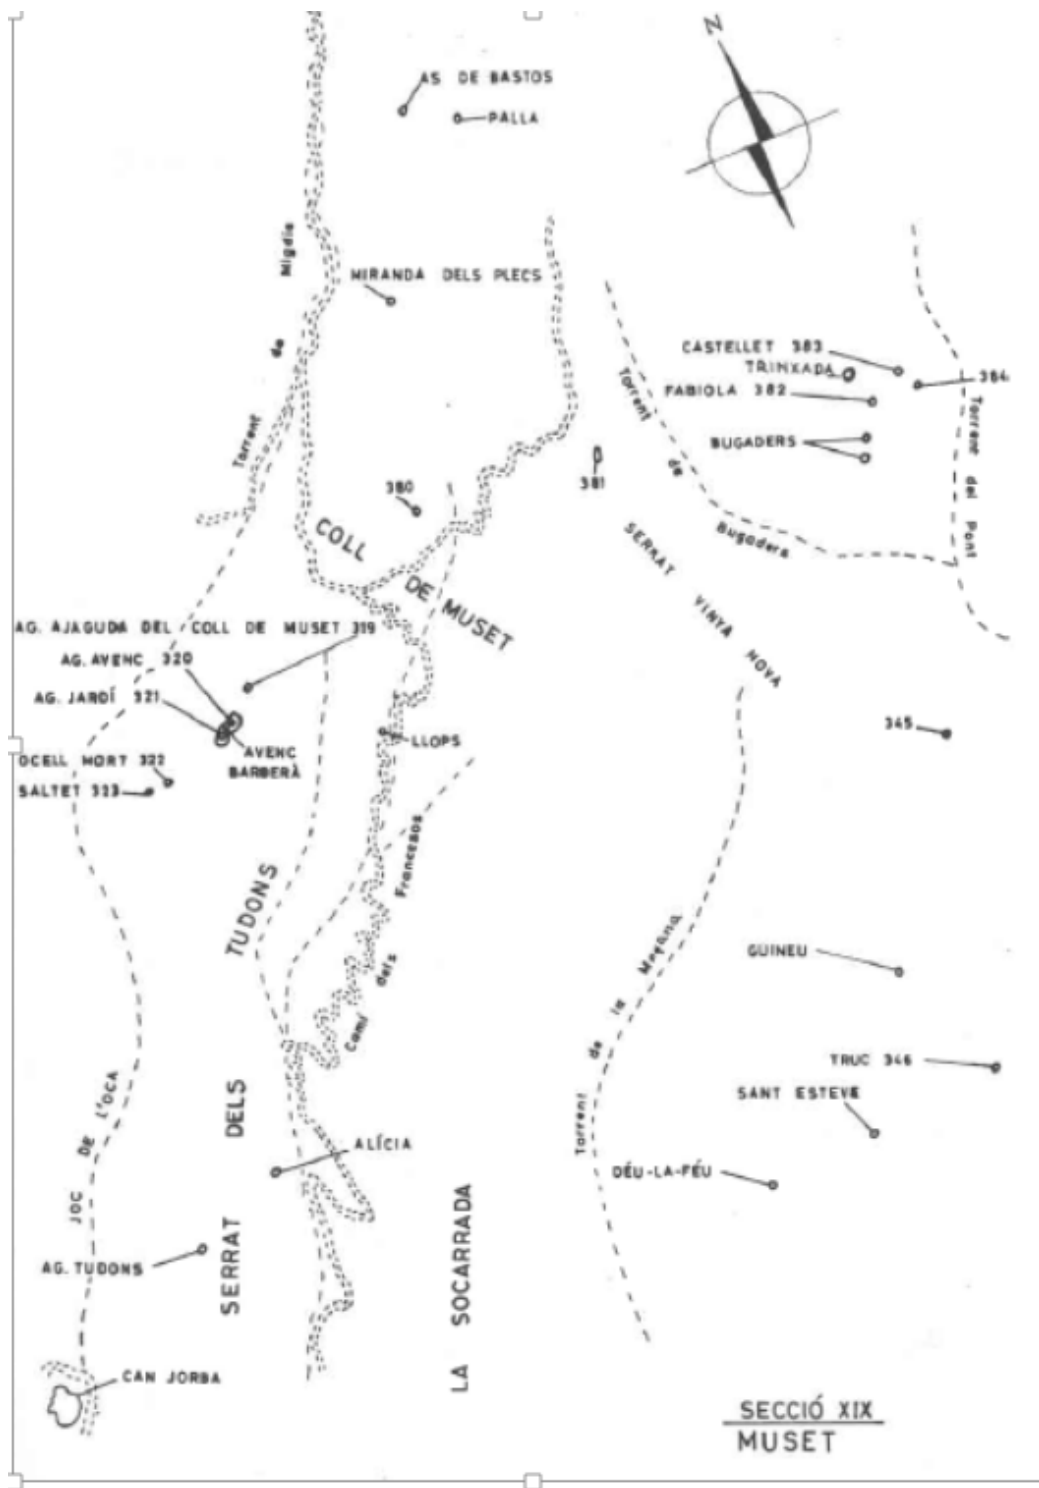 N
AS DE BASTOS
PALLA
Torrent de Migdia
MIRANDA DELS PLECS
CASTELLET 383
TRINXADA
384
FABIOLA 382
BUGADERS
Torrent de Bugaders
Torrent del Pont
380
381
COLL DE MUSET
SERRAT VINYA NOVA
AG. AJAGUDA DEL COLL DE MUSET 319
AG. AVENC 320
AG. JARDÍ 321
AVENC
BARBERÀ
OCELL MORT 322
SALTET 323
LLOPS
345
Camí dels Francesos
SERRAT DELS TUDONS
Torrent de la Meyana
GUINEU
TRUC 346
SANT ESTEVE
DÉU-LA-FÉU
JOC DE L'OCA
ALÍCIA
AG. TUDONS
LA SOCARRADA
CAN JORBA
SECCIÓ XIX
MUSET